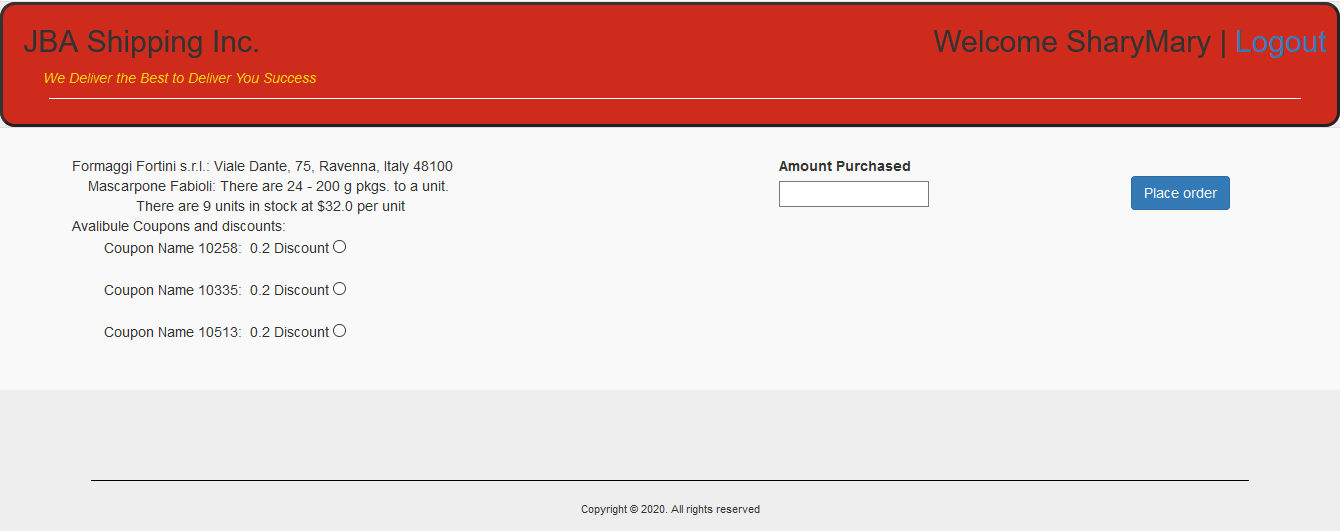 JBA Shipping Inc.
Welcome SharyMary | Logout
We Deliver the Best to Deliver You Success
Formaggi Fortini s.r.l.: Viale Dante, 75, Ravenna, Italy 48100
Mascarpone Fabioli: There are 24 - 200 g pkgs. to a unit.
There are 9 units in stock at $32.0 per unit
Avalibule Coupons and discounts:
Coupon Name 10258: 0.2 Discount
Coupon Name 10335: 0.2 Discount
Coupon Name 10513: 0.2 Discount
Amount Purchased
Place order
Copyright © 2020. All rights reserved